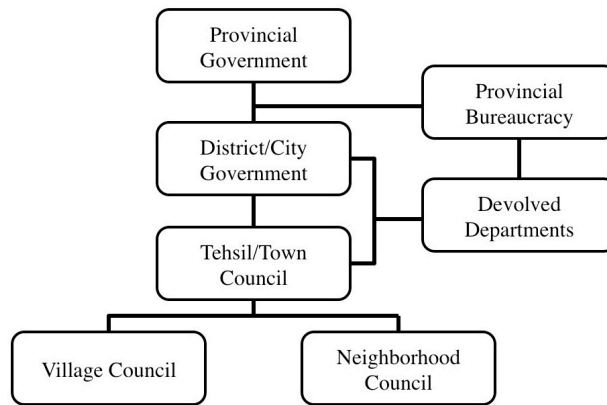 Provincial
Government
Provincial
Bureaucracy
District/City
Government
Devolved
Departments
Tehsil/Town
Council
Village Council
Neighborhood
Council